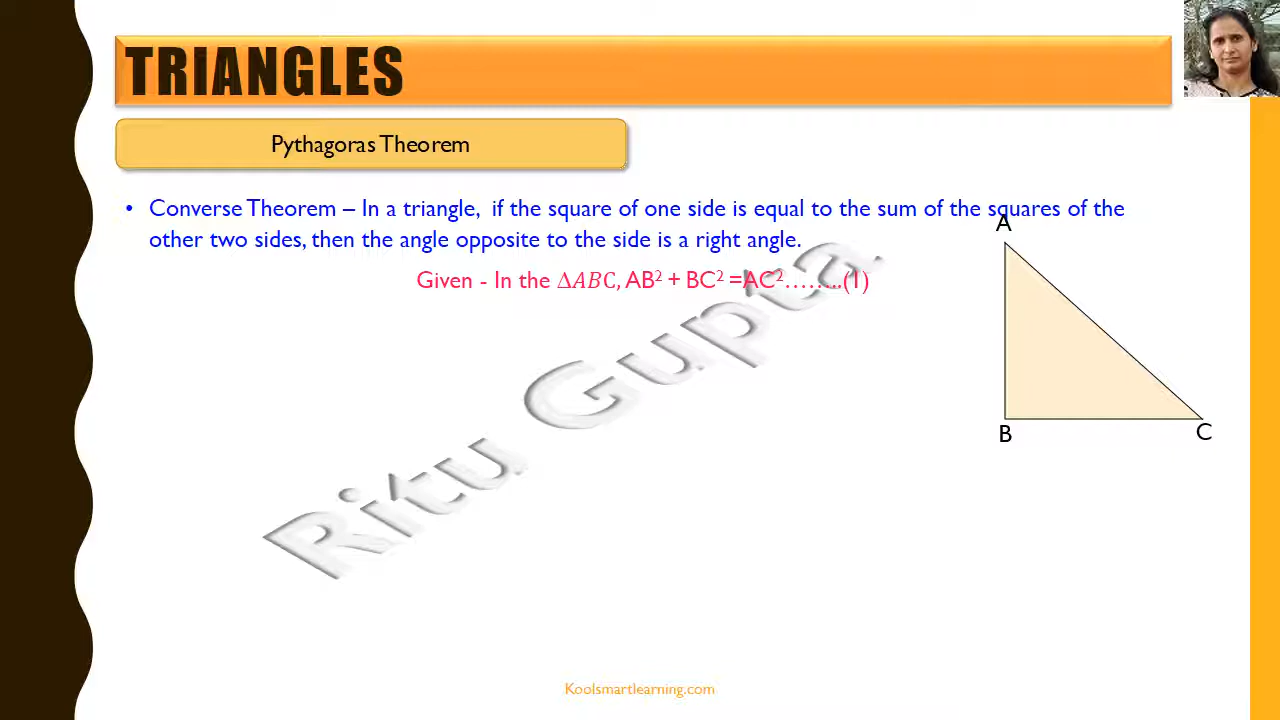 TRIANGLES
Pythagoras Theorem
• Converse Theorem – In a triangle, if the square of one side is equal to the sum of the squares of the
other two sides, then the angle opposite to the side is a right angle.
Given - In the ΔABC, AB² + BC² =AC²……..(1)
A
B
C
Ritu Gupta
Koolsmartlearning.com